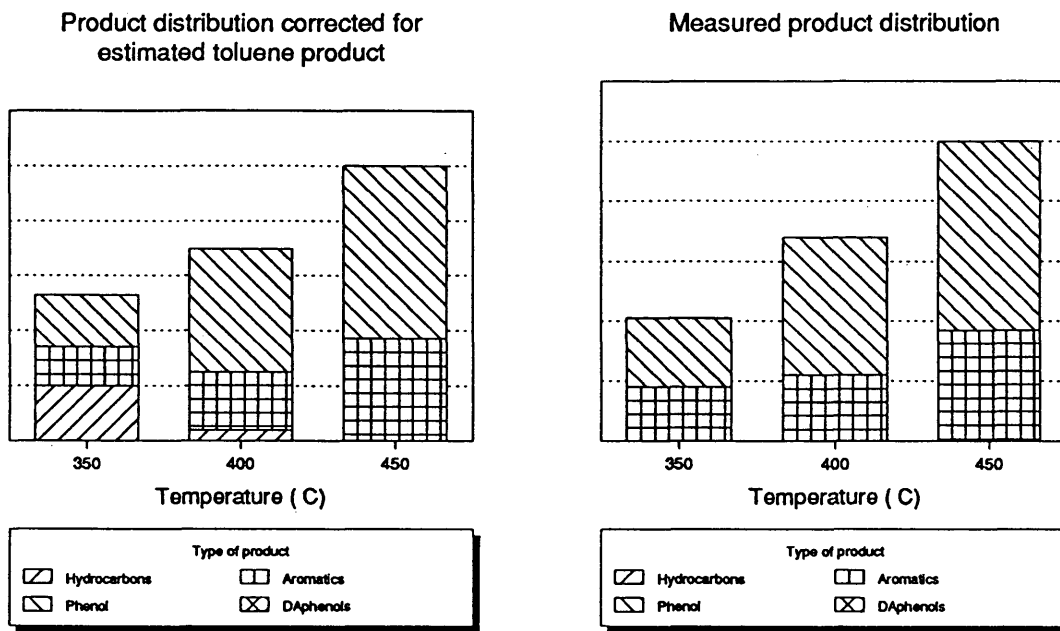 Product distribution corrected for
estimated toluene product
350 400 450
Temperature ( C)
Type of product
Hydrocarbons Aromatics
Phenol DAphenols
Measured product distribution
350 400 450
Temperature ( C)
Type of product
Hydrocarbons Aromatics
Phenol DAphenols